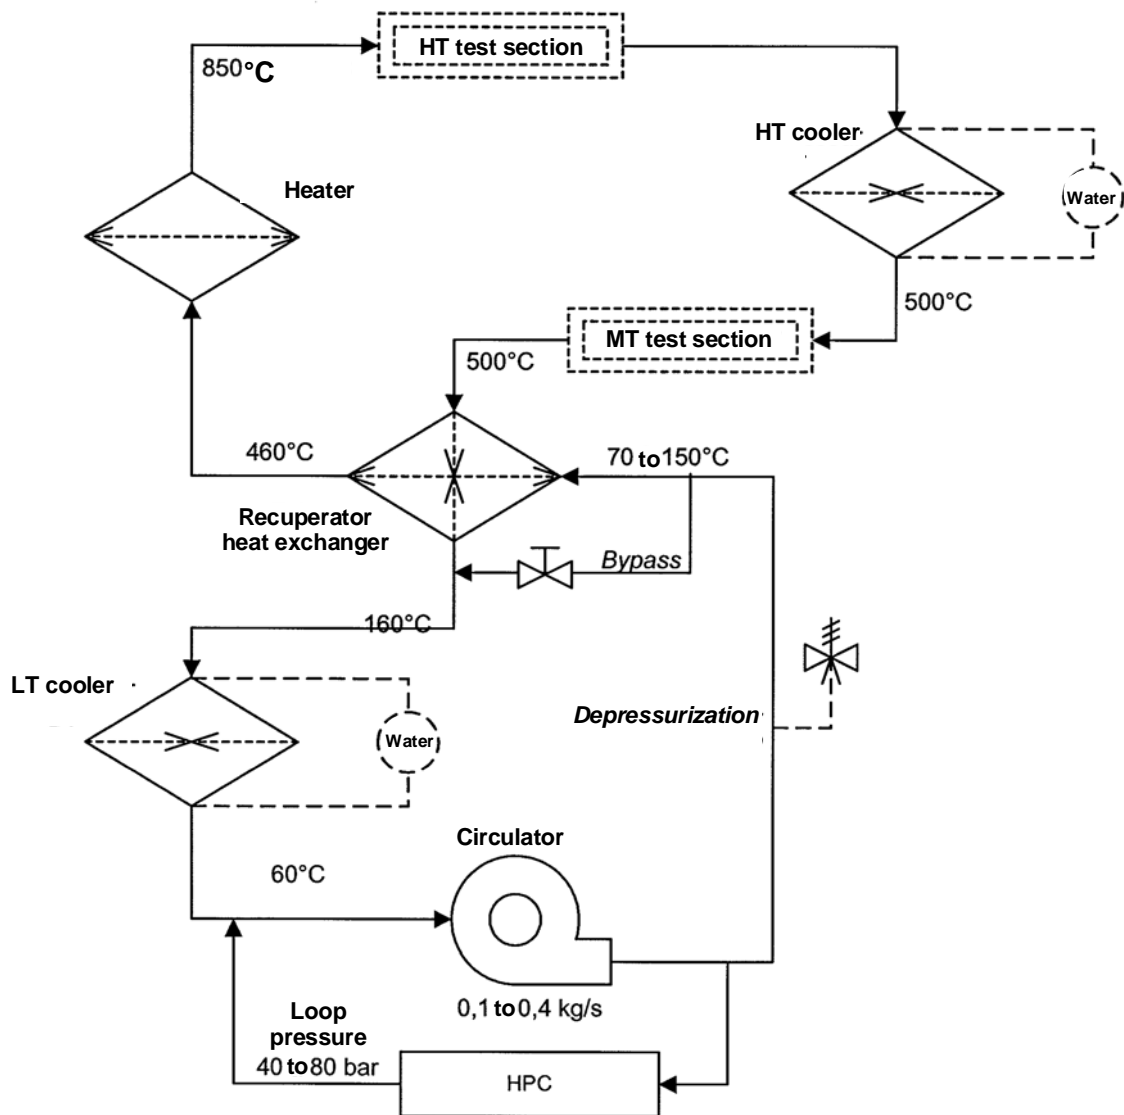 HT test section
850°C
HT cooler
Heater
Water
500°C
MT test section
500°C
460°C
70 to 150°C
Recuperator
heat exchanger
Bypass
160°C
LT cooler
Depressurization
Water
Circulator
60°C
0,1 to 0,4 kg/s
Loop
pressure
40 to 80 bar
HPC